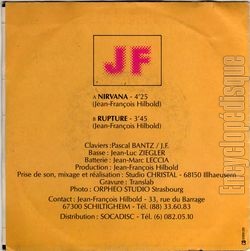 JF
A NIRVANA - 4'25
(Jean-François Hilbold)
B RUPTURE - 3'45
(Jean-François Hilbold)
Claviers : Pascal BANTZ / J.F.
Basse : Jean-Luc ZIEGLER
Batterie : Jean-Marc LECCIA
Production : Jean-François Hilbold
Prise de son, mixage et réalisation : Studio CHRISTAL - 68150 Illhaeusern
Gravure : Translab
Photo : ORPHEO STUDIO Strasbourg
Contact : Jean-François Hilbold - 33, rue du Barrage
67300 SCHILTIGHEIM - Tél. (88) 33.60.83
Distribution : SOCADISC - Tél. (6) 082.05.10
Encyclopédisque